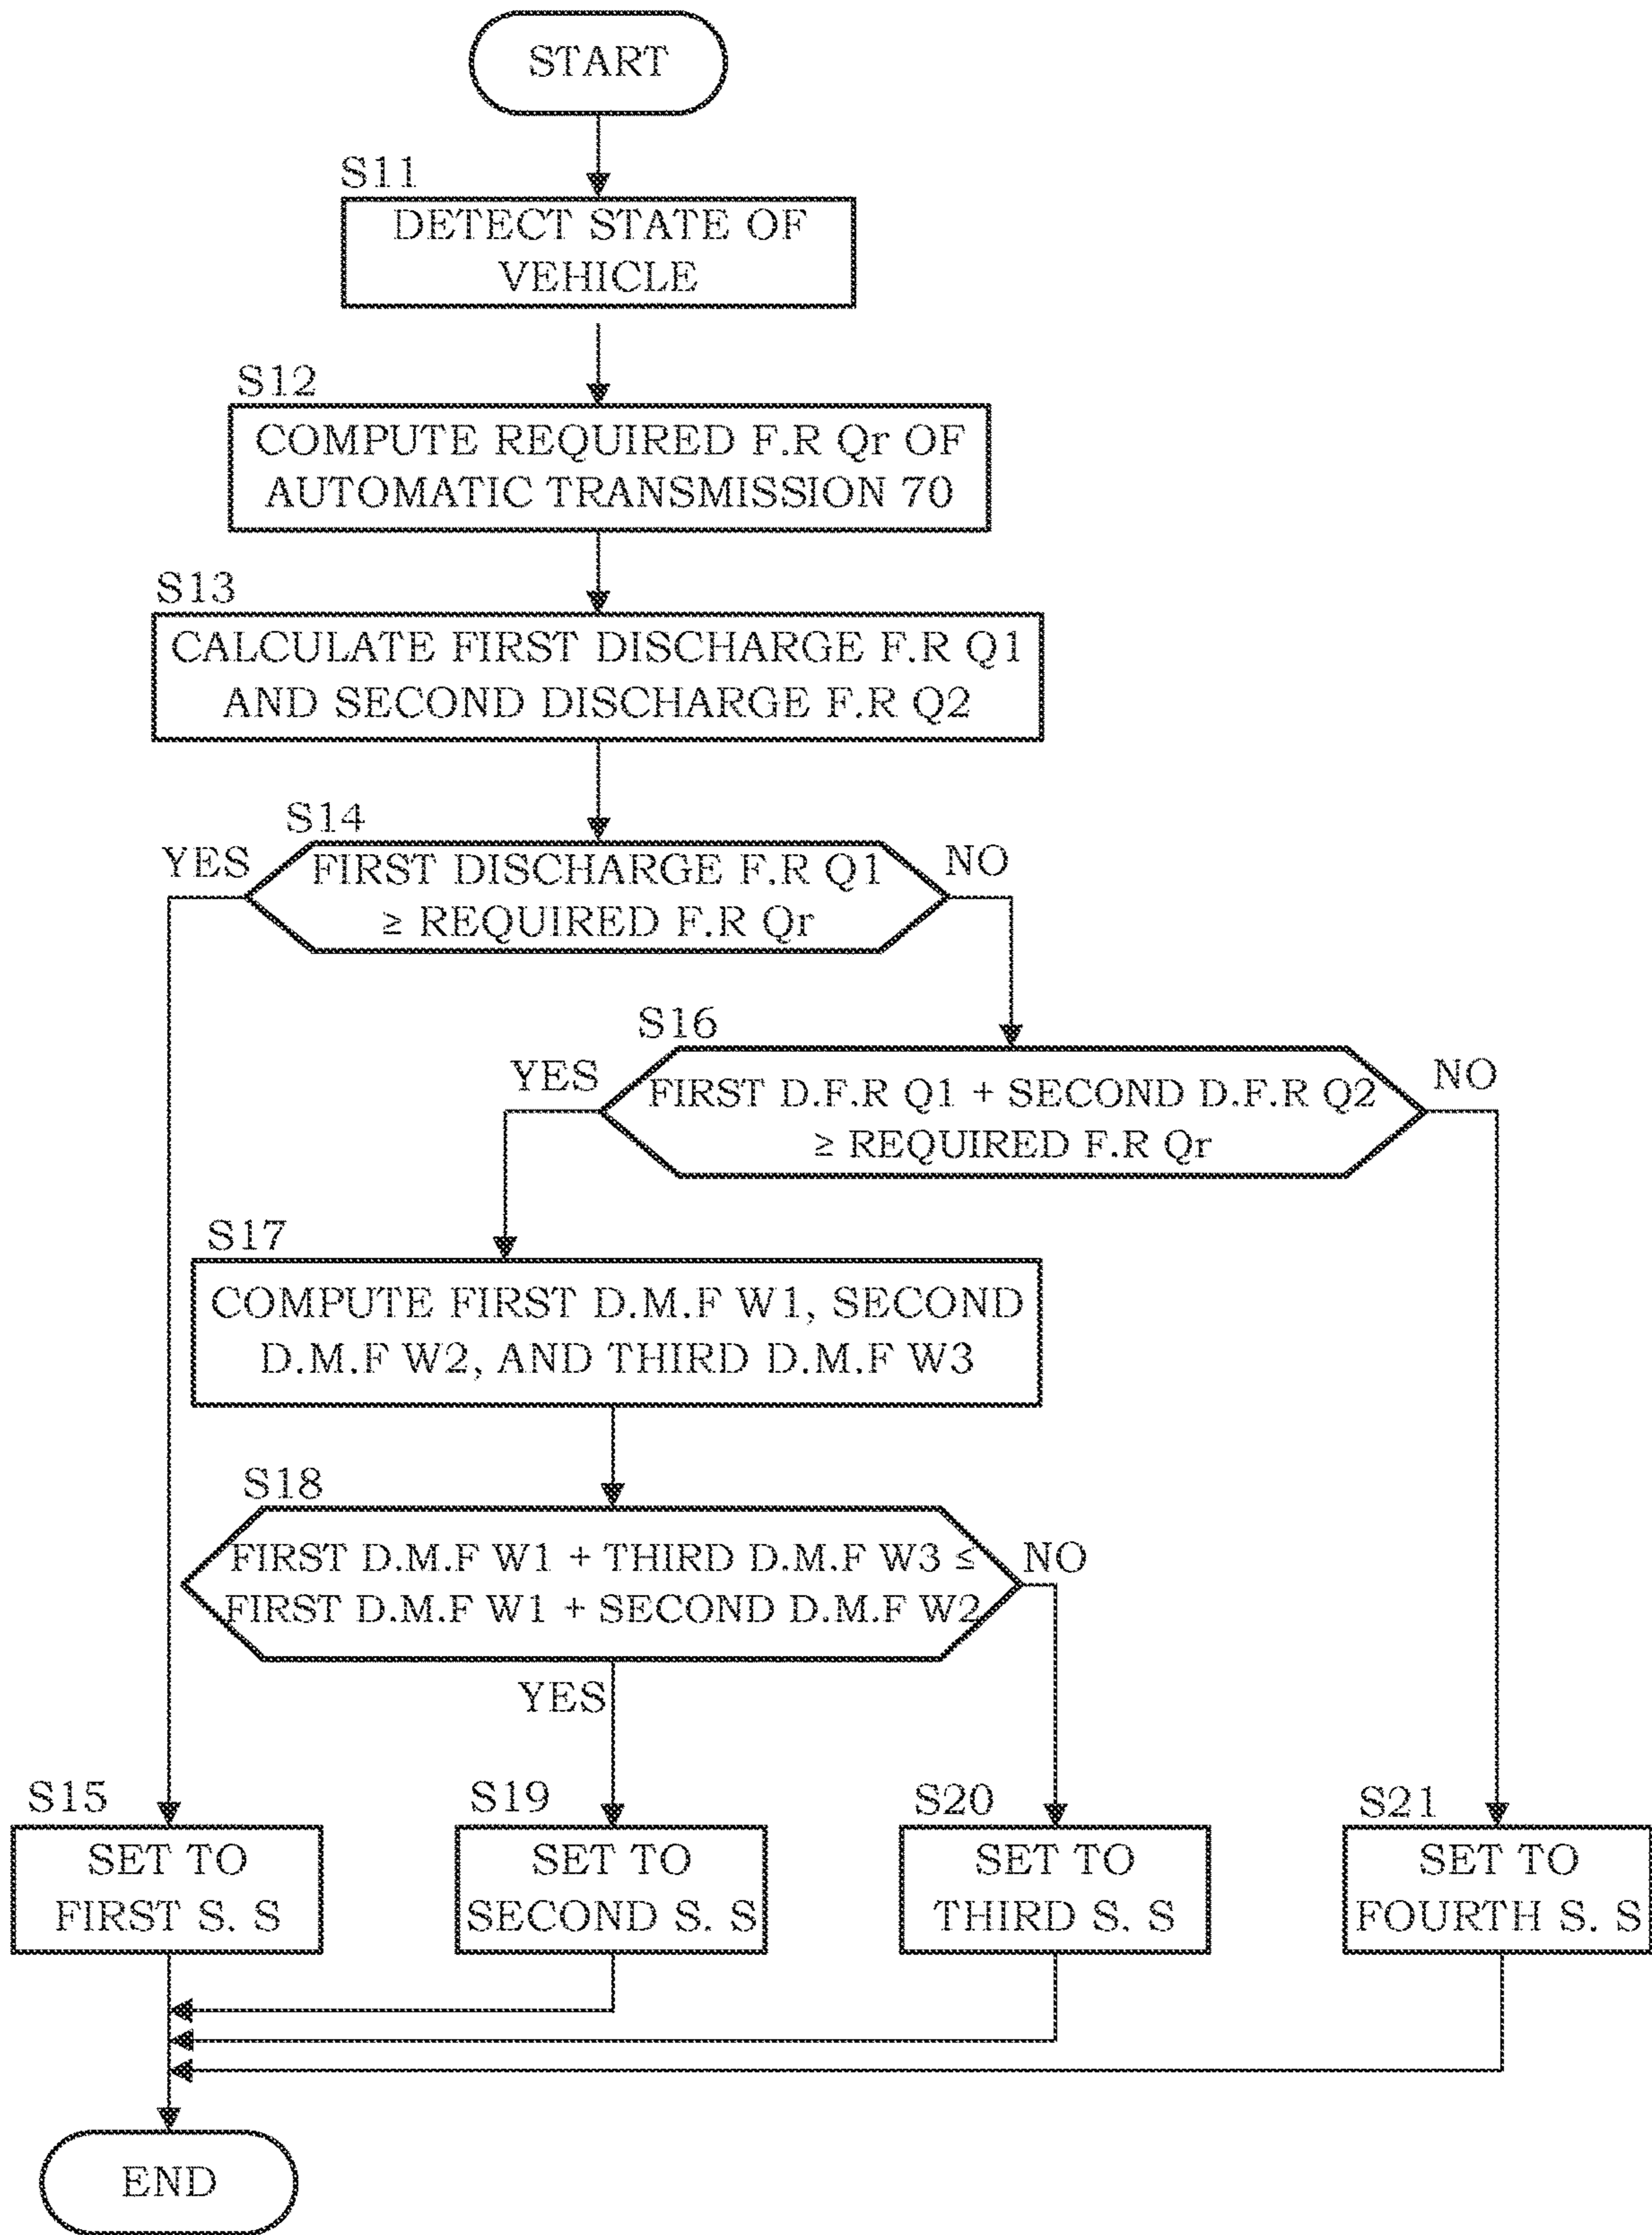 START
S11
DETECT STATE OF
VEHICLE
S12
COMPUTE REQUIRED F.R Qr OF
AUTOMATIC TRANSMISSION 70
S13
CALCULATE FIRST DISCHARGE F.R Q1
AND SECOND DISCHARGE F.R Q2
S14
YES
FIRST DISCHARGE F.R Q1
≥ REQUIRED F.R Qr
NO
S16
YES
FIRST D.F.R Q1 + SECOND D.F.R Q2
≥ REQUIRED F.R Qr
NO
S17
COMPUTE FIRST D.M.F W1, SECOND
D.M.F W2, AND THIRD D.M.F W3
S18
FIRST D.M.F W1 + THIRD D.M.F W3 ≤
FIRST D.M.F W1 + SECOND D.M.F W2
NO
YES
S15
SET TO
FIRST S. S
S19
SET TO
SECOND S. S
S20
SET TO
THIRD S. S
S21
SET TO
FOURTH S. S
END